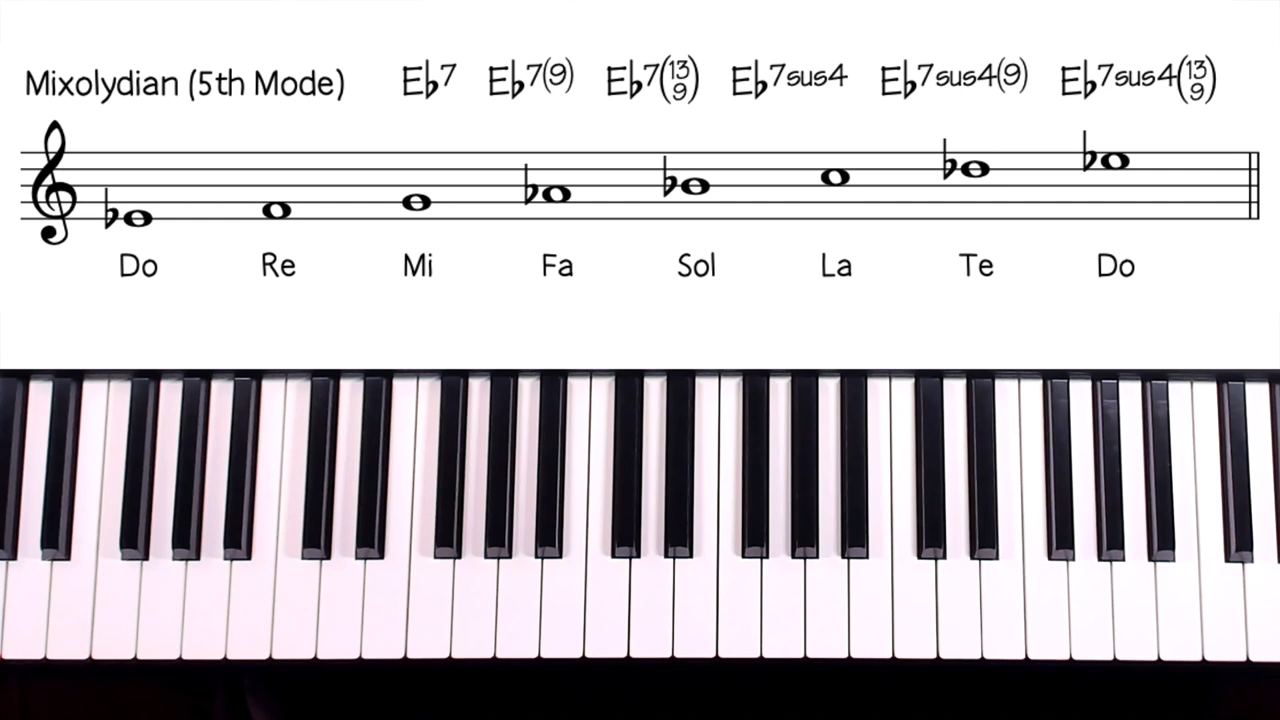 Mixolydian (5th Mode) E♭7 E♭7(9) E♭7(13 9) E♭7sus4 E♭7sus4(9) E♭7sus4(13 9)
Do Re Mi Fa Sol La Te Do